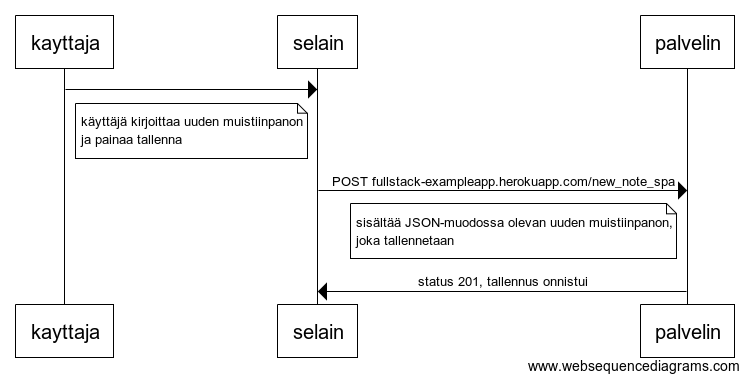 kayttaja
selain
palvelin
käyttäjä kirjoittaa uuden muistiinpanon
ja painaa tallenna
POST fullstack-exampleapp.herokuapp.com/new_note_spa
sisältää JSON-muodossa olevan uuden muistiinpanon,
joka tallennetaan
status 201, tallennus onnistui
kayttaja
selain
palvelin
www.websequencediagrams.com